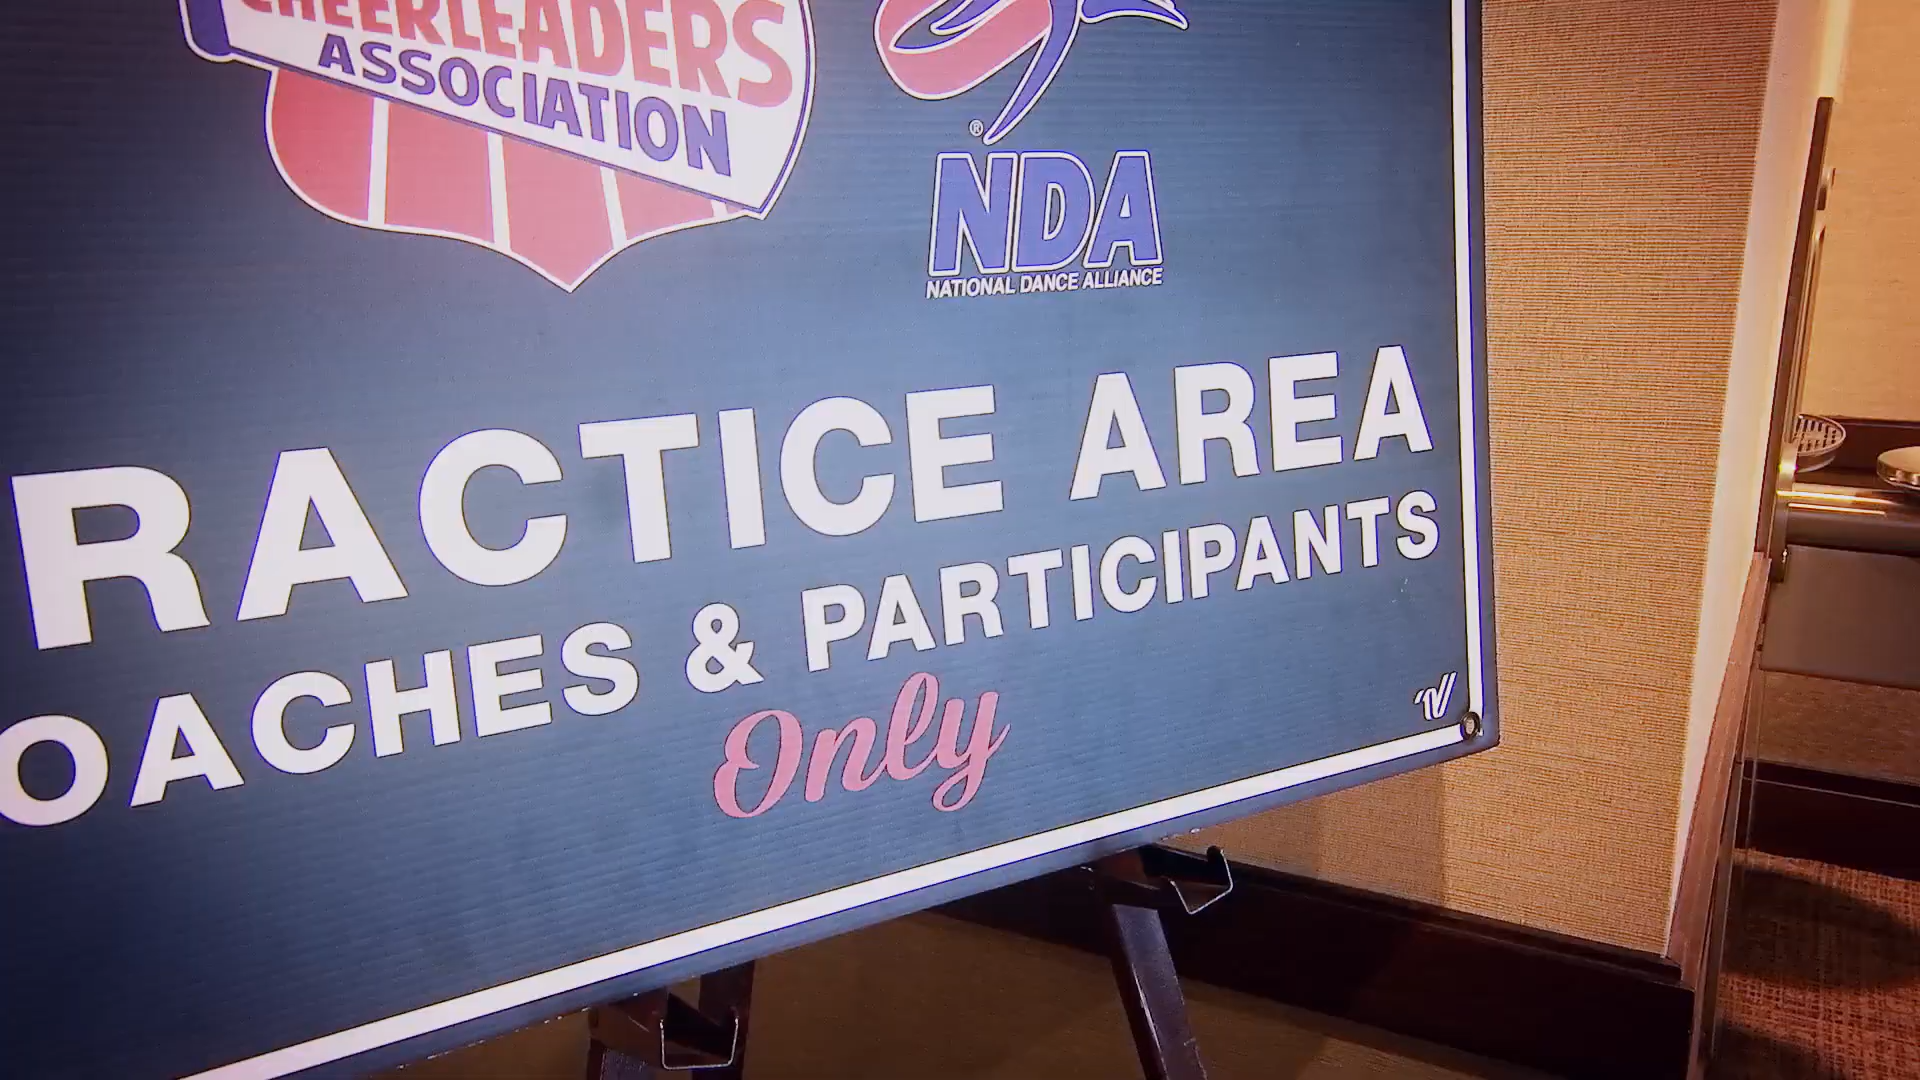 CHEERLEADERS
ASSOCIATION
®
NDA
NATIONAL DANCE ALLIANCE
RACTICE AREA
OACHES & PARTICIPANTS
Only